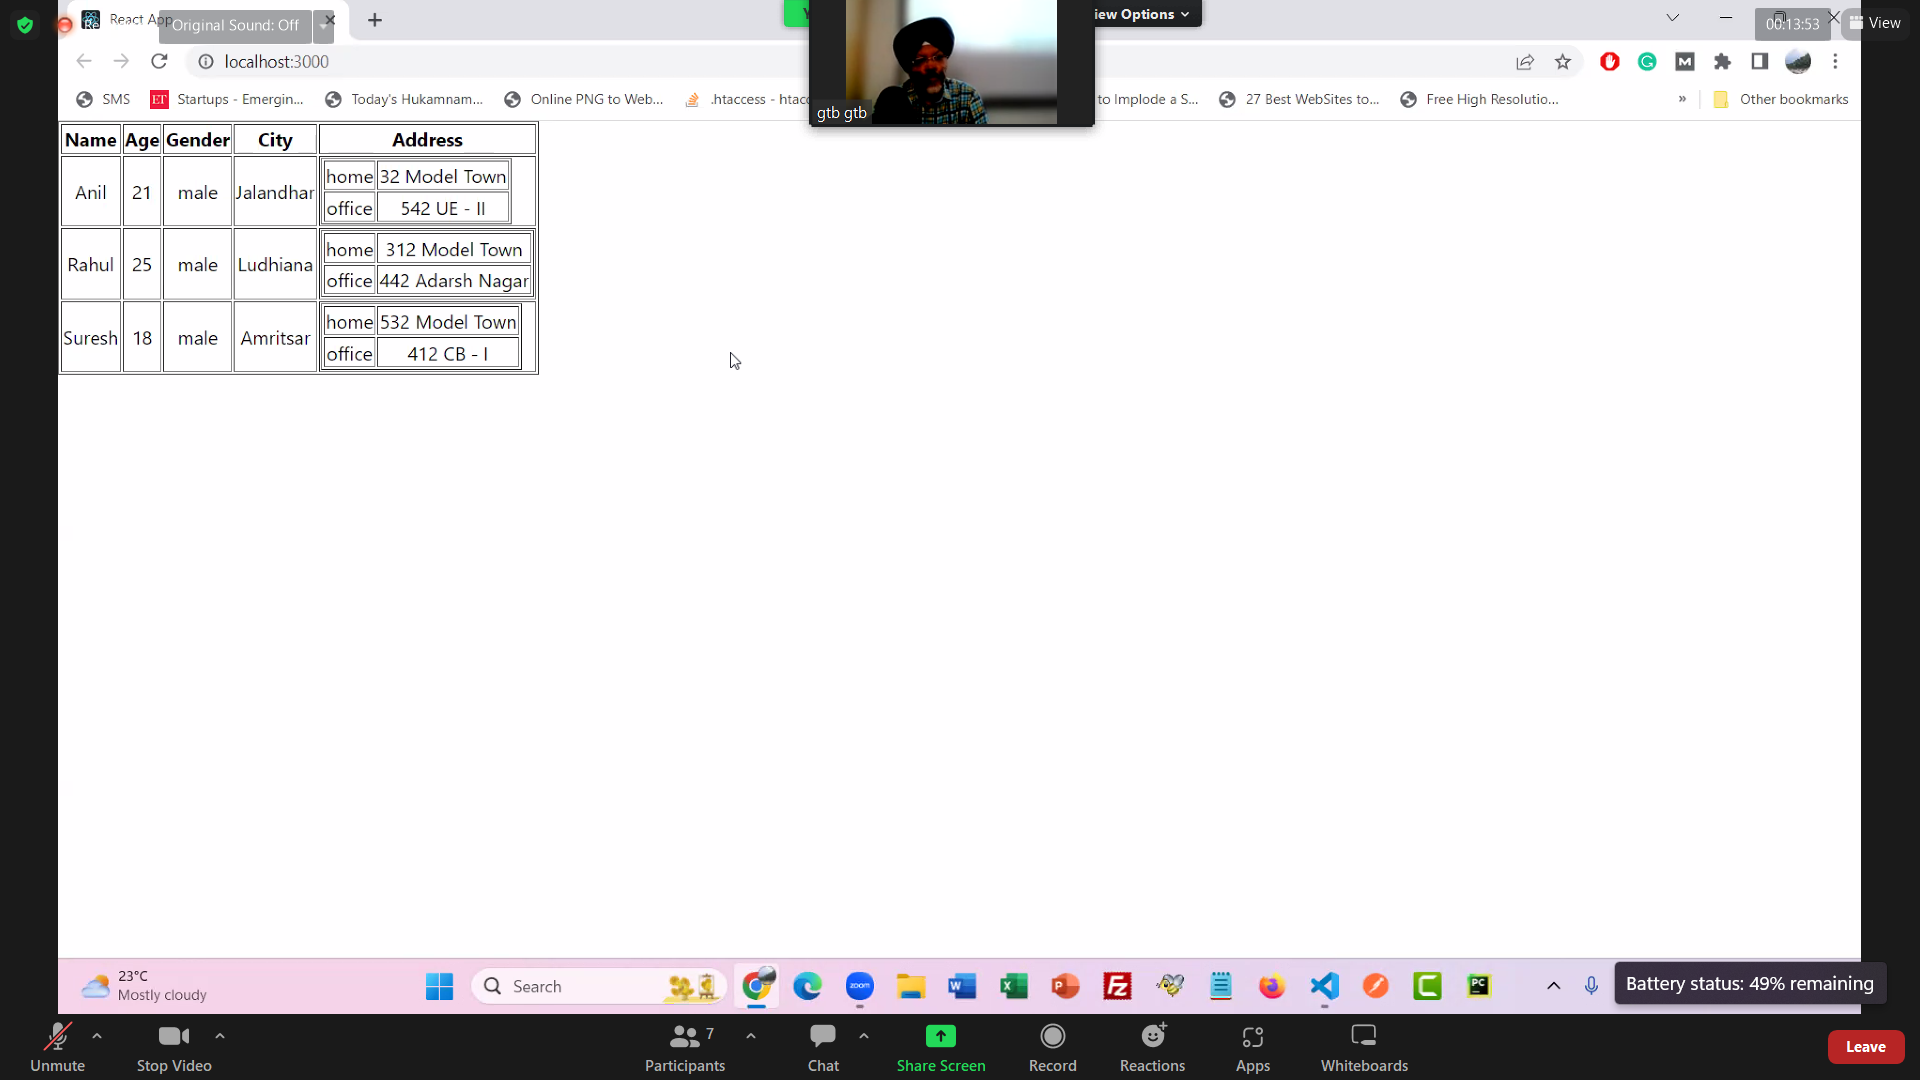 React App
Original Sound: Off
iew Options
00:13:53
View
localhost:3000
SMS
Startups - Emergin...
Today's Hukamnam...
Online PNG to Web...
.htaccess - htacc
to Implode a S...
27 Best WebSites to...
Free High Resolutio...
»
Other bookmarks
gtb gtb
Name Age Gender City Address
Anil 21 male Jalandhar
home 32 Model Town
office 542 UE - II
Rahul 25 male Ludhiana
home 312 Model Town
office 442 Adarsh Nagar
Suresh 18 male Amritsar
home 532 Model Town
office 412 CB - I
23°C
Mostly cloudy
Search
zoom
Battery status: 49% remaining
Unmute
Stop Video
Participants 7
Chat
Share Screen
Record
Reactions
Apps
Whiteboards
Leave